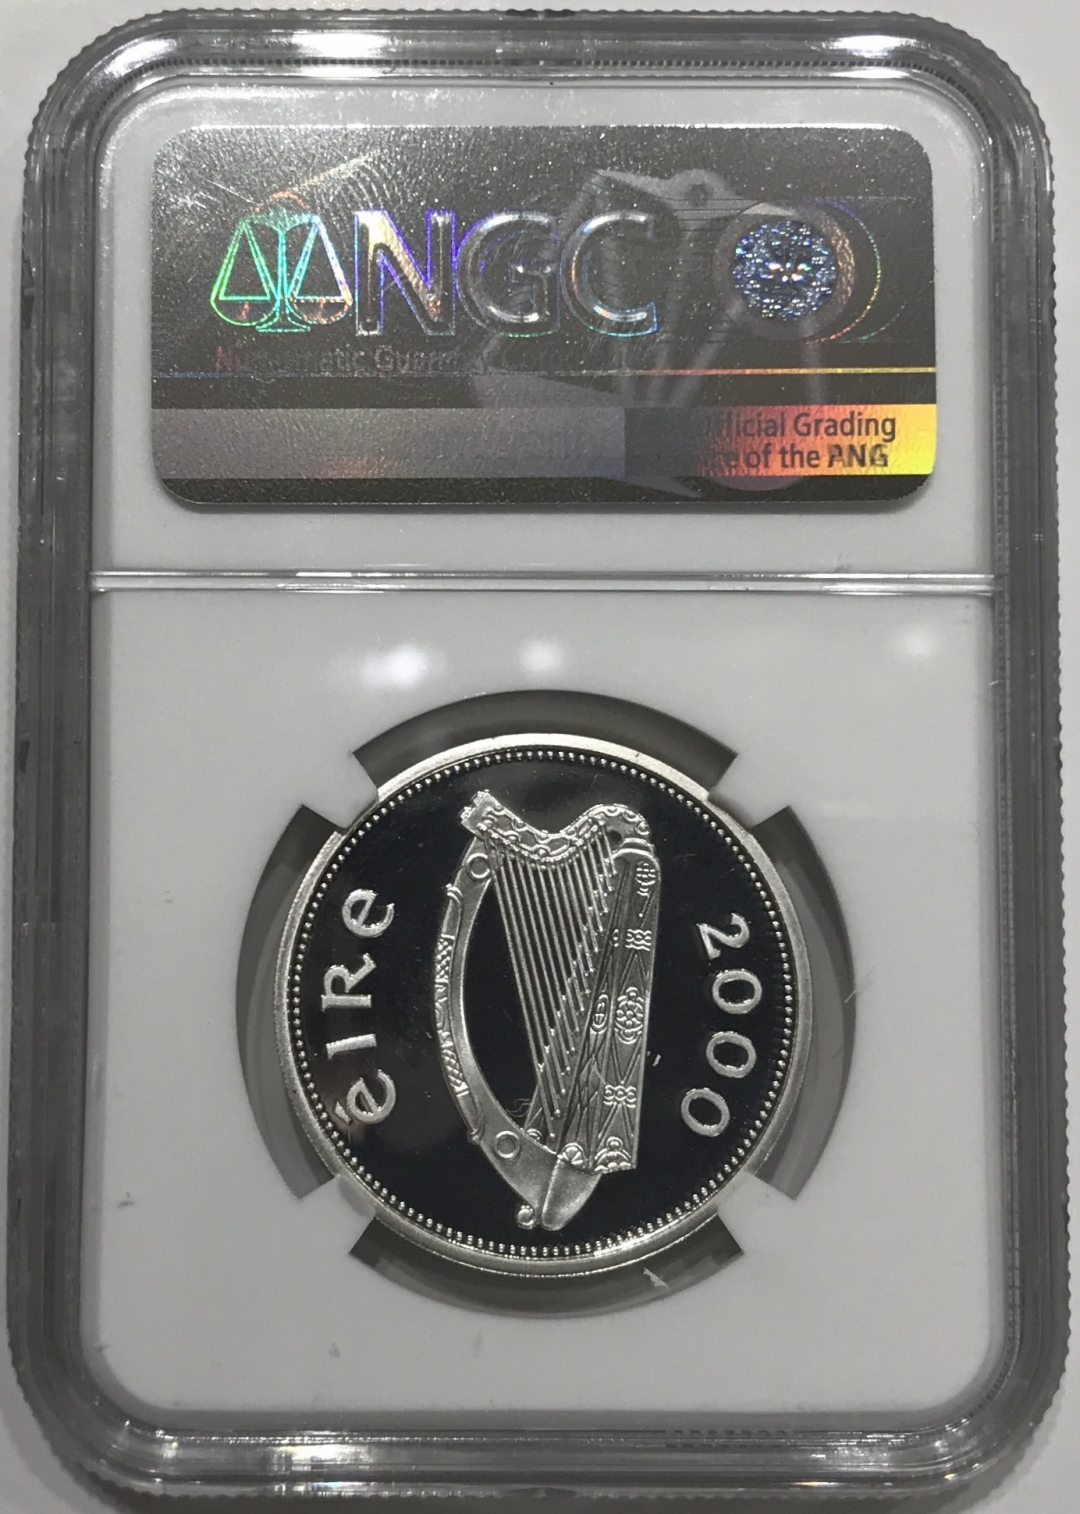 NGC
Official Grading
of the ANG
éIRe
2000